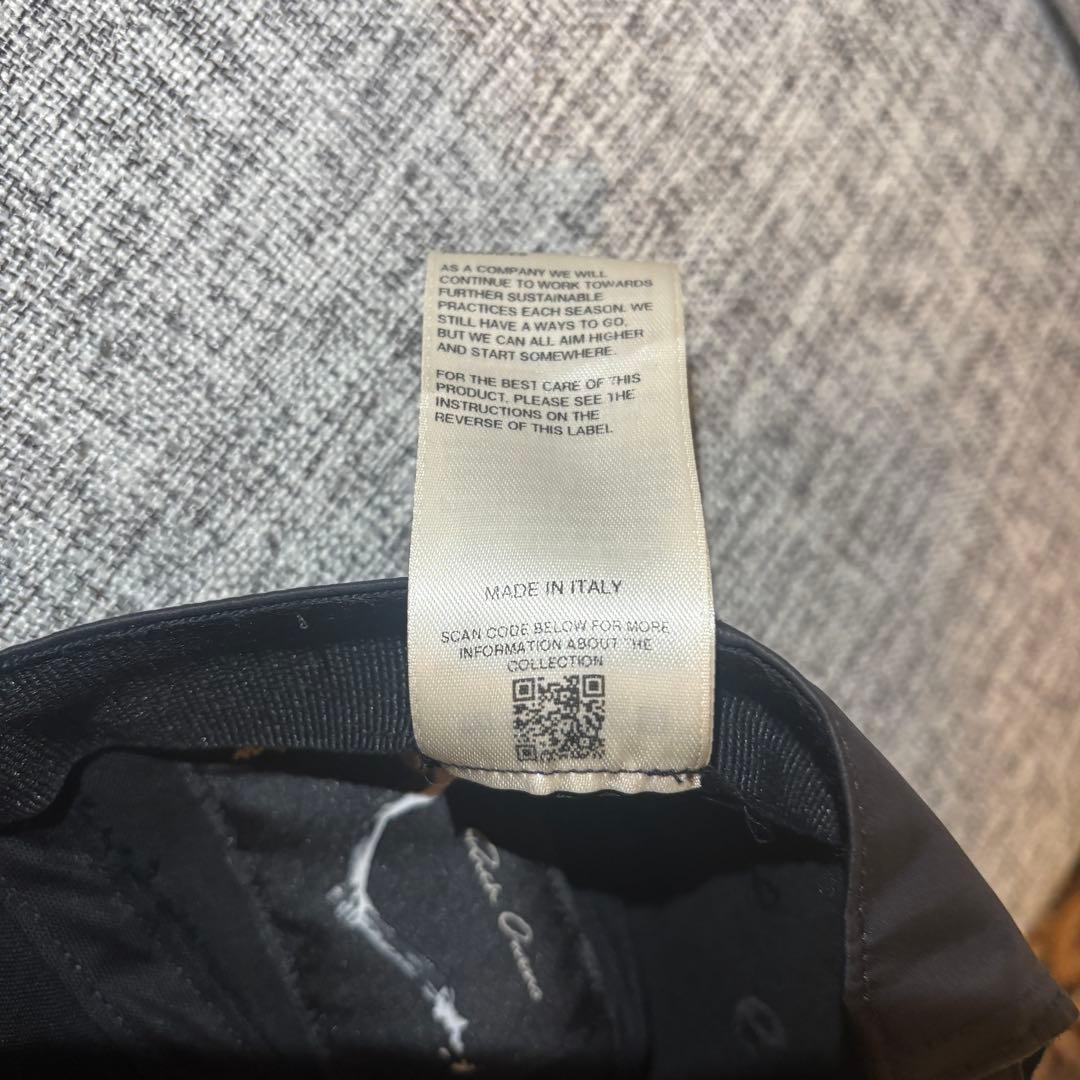 AS A COMPANY WE WILL
CONTINUE TO WORK TOWARDS
FURTHER SUSTAINABLE
PRACTICES EACH SEASON. WE
STILL HAVE A WAYS TO GO,
BUT WE CAN ALL AIM HIGHER
AND START SOMEWHERE.
FOR THE BEST CARE OF THIS
PRODUCT, PLEASE SEE THE
INSTRUCTIONS ON THE
REVERSE OF THIS LABEL
MADE IN ITALY
SCAN CODE BELOW FOR MORE
INFORMATION ABOUT THE
COLLECTION
Rick Owens